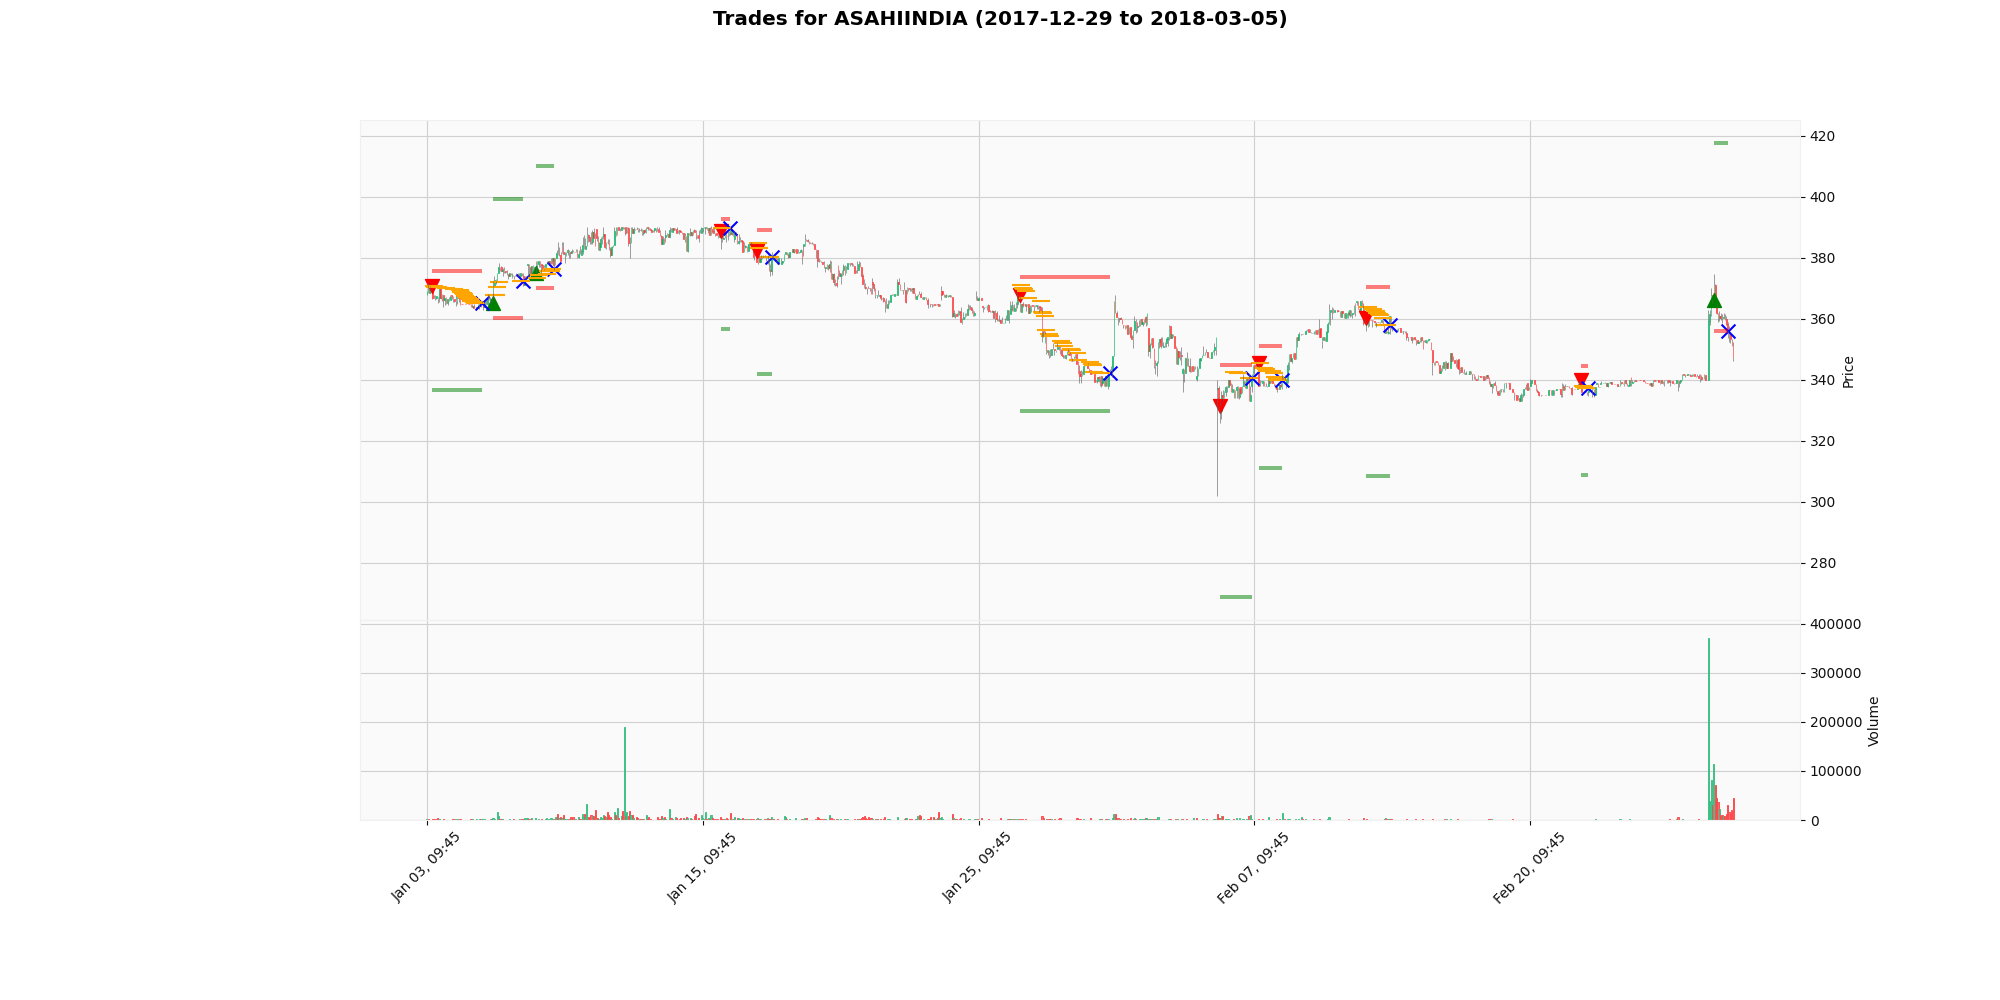 Trades for ASAHIINDIA (2017-12-29 to 2018-03-05)
420
400
380
360
340
320
300
280
Price
400000
300000
200000
100000
0
Volume
Jan 03, 09:45
Jan 15, 09:45
Jan 25, 09:45
Feb 07, 09:45
Feb 20, 09:45